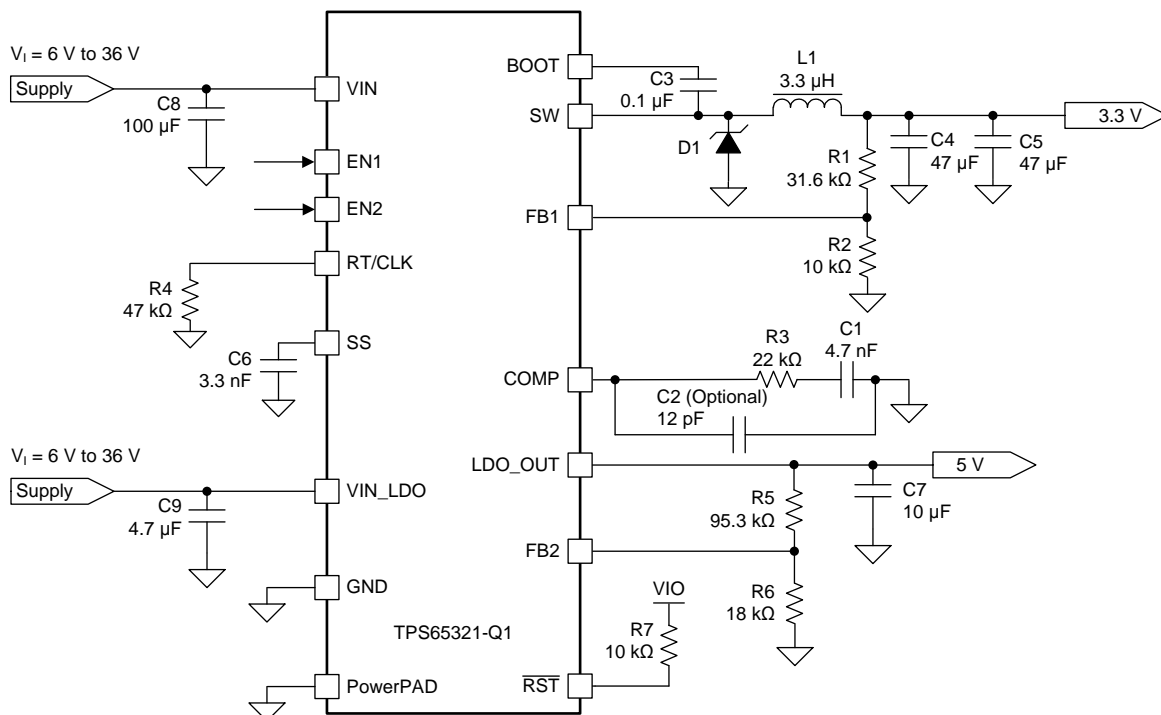 V_I = 6 V to 36 V
Supply
C8
100 µF
VIN
EN1
EN2
RT/CLK
R4
47 kΩ
SS
C6
3.3 nF
V_I = 6 V to 36 V
Supply
C9
4.7 µF
VIN_LDO
GND
PowerPAD
TPS65321-Q1
BOOT
C3
0.1 µF
SW
D1
L1
3.3 µH
3.3 V
C4
47 µF
C5
47 µF
R1
31.6 kΩ
FB1
R2
10 kΩ
COMP
R3
22 kΩ
C1
4.7 nF
C2 (Optional)
12 pF
LDO_OUT
5 V
R5
95.3 kΩ
C7
10 µF
FB2
R6
18 kΩ
VIO
R7
10 kΩ
RST